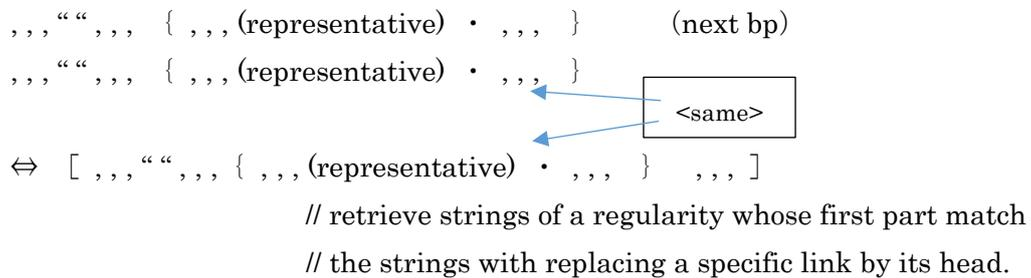 , , , “ “ , , , { , , , (representative) ・ , , , } (next bp)
, , , “ “ , , , { , , , (representative) ・ , , , }
<same>
⇔ [ , , , “ “ , , , { , , , (representative) ・ , , , } , , , ]
// retrieve strings of a regularity whose first part match
// the strings with replacing a specific link by its head.